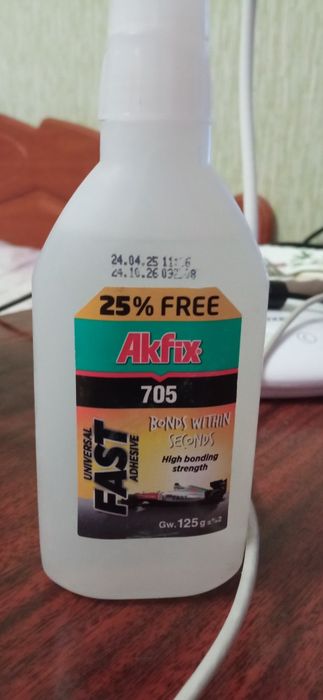 24.04.25
24.10.26
25% FREE
Akfix
705
UNIVERSAL
FAST
ADHESIVE
BONDS WITHIN
SECONDS
High bonding
strength
Gw. 125g